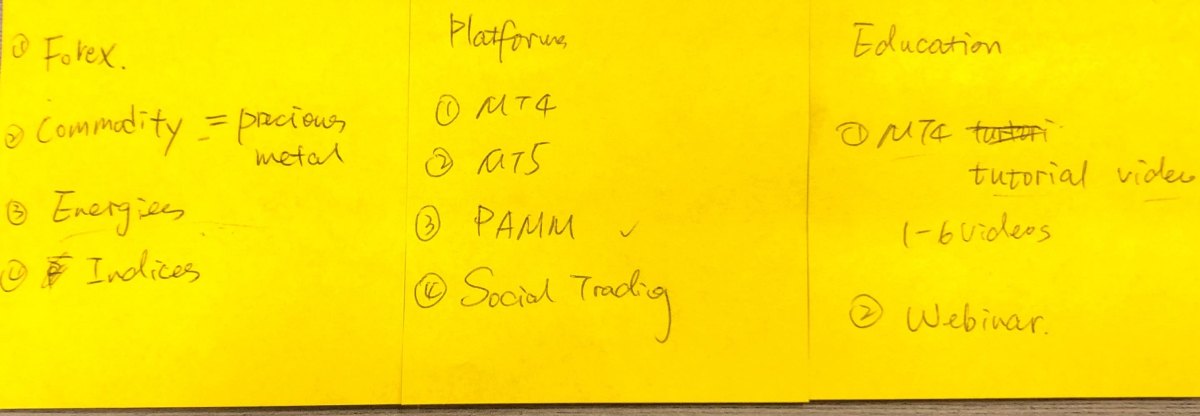 ① Forex.
② Commodity = precious
metal
③ Energies
④ Indices
Platforms
① MT4
② MT5
③ PAMM ✓
④ Social Trading
Education
① MT4
tutorial video
1-6 videos
② Webinar.